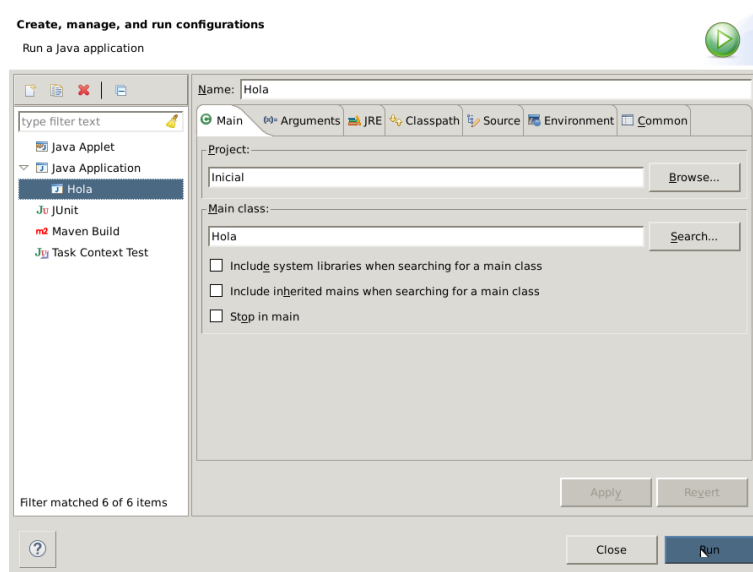 Create, manage, and run configurations
Run a Java application
Name: Hola
type filter text
Java Applet
Java Application
Hola
JUnit
Maven Build
Task Context Test
Filter matched 6 of 6 items
Main Arguments JRE Classpath Source Environment Common
Project:
Inicial Browse...
Main class:
Hola Search...
Include system libraries when searching for a main class
Include inherited mains when searching for a main class
Stop in main
Apply Revert
? Close Run